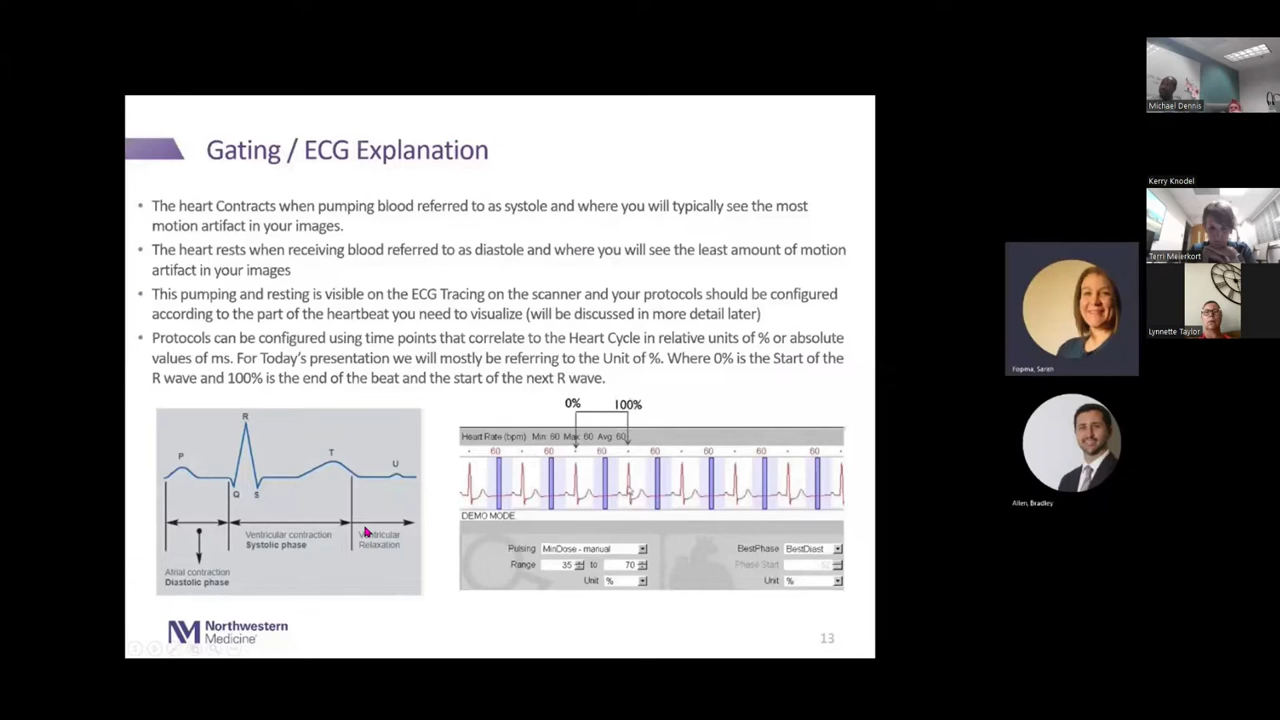 Gating / ECG Explanation
• The heart Contracts when pumping blood referred to as systole and where you will typically see the most
motion artifact in your images.
• The heart rests when receiving blood referred to as diastole and where you will see the least amount of motion
artifact in your images
• This pumping and resting is visible on the ECG Tracing on the scanner and your protocols should be configured
according to the part of the heartbeat you need to visualize (will be discussed in more detail later)
• Protocols can be configured using time points that correlate to the Heart Cycle in relative units of % or absolute
values of ms. For Today's presentation we will mostly be referring to the Unit of %. Where 0% is the Start of the
R wave and 100% is the end of the beat and the start of the next R wave.
R
P
T
U
Q
S
Ventricular contraction
Systolic phase
Ventricular
Relaxation
Atrial contraction
Diastolic phase
0%
100%
Heart Rate (bpm) Min: 60 Max: 60 Avg: 60
60 60 60 60 60 60 60
DEMO MODE
Pulsing MinDose - manual
Range 35 to 70
Unit %
BestPhase BestDiast
Phase Start
Unit %
Northwestern
Medicine
13
Michael Dennis
Kerry Knodel
Terri Meierkort
Lynnette Taylor
Fopma, Sarah
Allen, Bradley